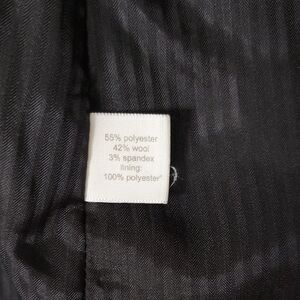 55% polyester
42% wool
3% spandex
lining:
100% polyester